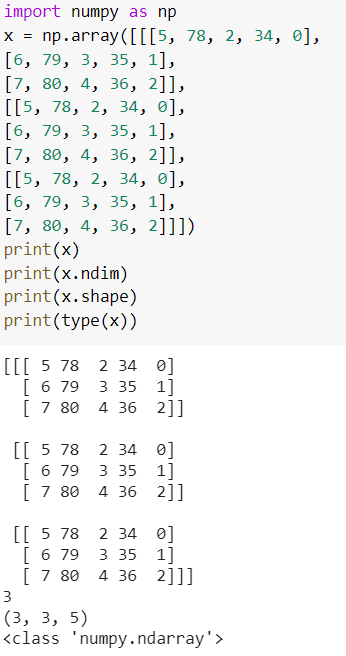 import numpy as np
x = np.array([[[5, 78, 2, 34, 0],
[6, 79, 3, 35, 1],
[7, 80, 4, 36, 2]],
[[5, 78, 2, 34, 0],
[6, 79, 3, 35, 1],
[7, 80, 4, 36, 2]],
[[5, 78, 2, 34, 0],
[6, 79, 3, 35, 1],
[7, 80, 4, 36, 2]]])
print(x)
print(x.ndim)
print(x.shape)
print(type(x))
[[[ 5 78  2 34  0]
  [ 6 79  3 35  1]
  [ 7 80  4 36  2]]
 [[ 5 78  2 34  0]
  [ 6 79  3 35  1]
  [ 7 80  4 36  2]]
 [[ 5 78  2 34  0]
  [ 6 79  3 35  1]
  [ 7 80  4 36  2]]]
3
(3, 3, 5)
<class 'numpy.ndarray'>